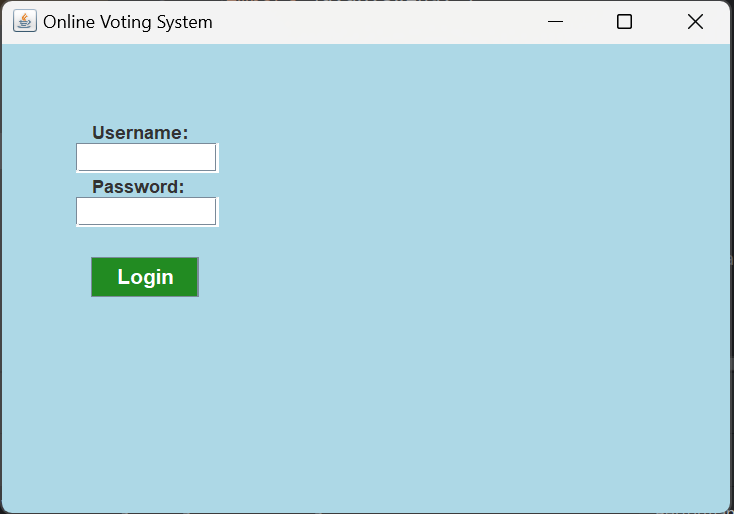 Online Voting System
Username:
Password:
Login